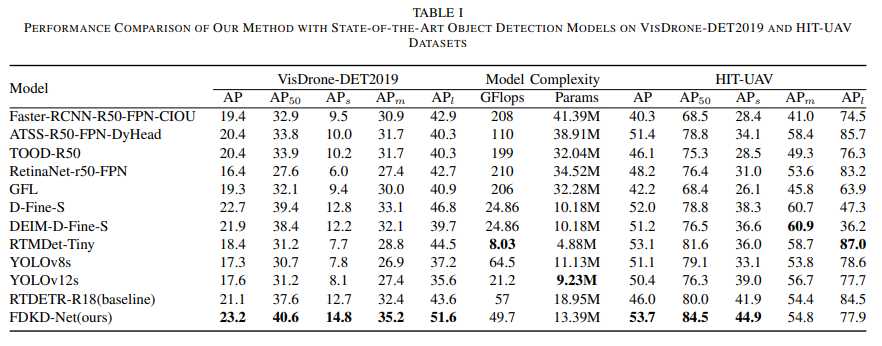 TABLE I
PERFORMANCE COMPARISON OF OUR METHOD WITH STATE-OF-THE-ART OBJECT DETECTION MODELS ON VISDRONE-DET2019 AND HIT-UAV
DATASETS
Model VisDrone-DET2019 Model Complexity HIT-UAV
AP AP50 APs APm APl GFlops Params AP AP50 APs APm APl
Faster-RCNN-R50-FPN-CIOU 19.4 32.9 9.5 30.9 42.9 208 41.39M 40.3 68.5 28.4 41.0 74.5
ATSS-R50-FPN-DyHead 20.4 33.8 10.0 31.7 40.3 110 38.91M 51.4 78.8 34.1 58.4 85.7
TOOD-R50 20.4 33.9 10.2 31.7 40.3 199 32.04M 46.1 75.3 28.5 49.3 76.3
RetinaNet-r50-FPN 16.4 27.6 6.0 27.4 42.7 210 34.52M 48.2 76.4 31.0 53.6 83.2
GFL 19.3 32.1 9.4 30.0 40.9 206 32.28M 42.2 68.4 26.1 45.8 63.9
D-Fine-S 22.7 39.4 12.8 33.1 46.8 24.86 10.18M 52.0 78.8 38.3 60.7 47.3
DEIM-D-Fine-S 21.9 38.4 12.2 32.1 39.7 24.86 10.18M 51.2 76.5 36.6 60.9 36.2
RTMDet-Tiny 18.4 31.2 7.7 28.8 44.5 8.03 4.88M 53.1 81.6 36.0 58.7 87.0
YOLOv8s 17.3 30.7 7.8 26.9 37.2 64.5 11.13M 51.1 79.1 33.1 53.8 78.6
YOLOv12s 17.6 31.2 8.1 27.4 35.6 21.2 9.23M 50.4 76.3 39.0 56.7 77.7
RTDETR-R18(baseline) 21.1 37.6 12.7 32.4 43.6 57 18.95M 46.0 80.0 41.9 54.4 84.5
FDKD-Net(ours) 23.2 40.6 14.8 35.2 51.6 49.7 13.39M 53.7 84.5 44.9 54.8 77.9